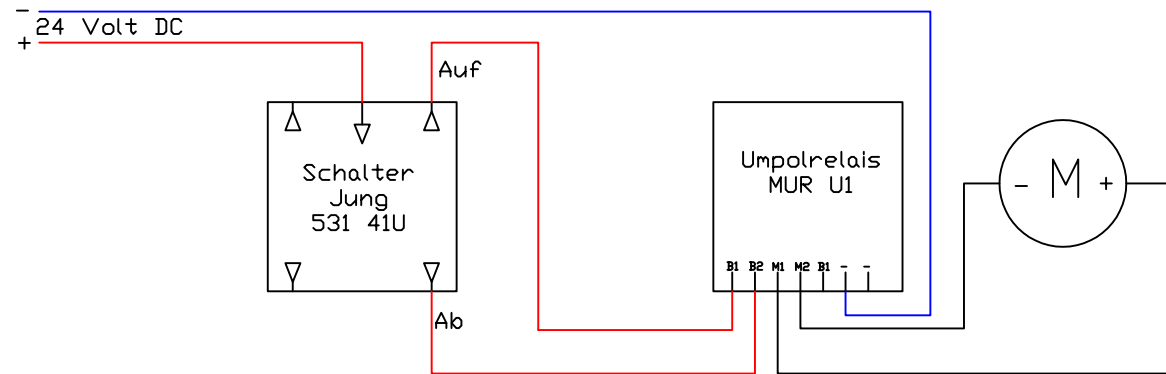 -
24 Volt DC
+
Auf
Schalter
Jung
531 41U
Ab
Umpolrelais
MUR U1
B1 B2 M1 M2 B1 - -
- M +